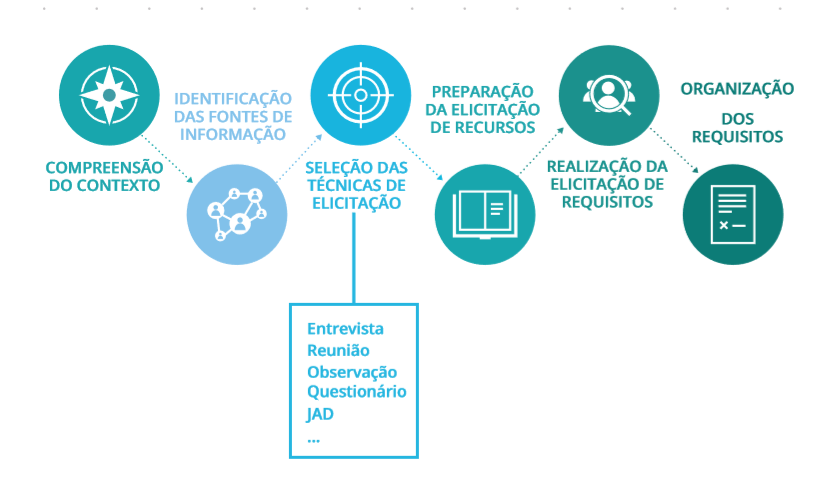 COMPREENSÃO
DO CONTEXTO
IDENTIFICAÇÃO
DAS FONTES DE
INFORMAÇÃO
SELEÇÃO DAS
TÉCNICAS DE
ELICITAÇÃO
Entrevista
Reunião
Observação
Questionário
JAD
...
PREPARAÇÃO
DA ELICITAÇÃO
DE RECURSOS
REALIZAÇÃO DA
ELICITAÇÃO DE
REQUISITOS
ORGANIZAÇÃO
DOS
REQUISITOS